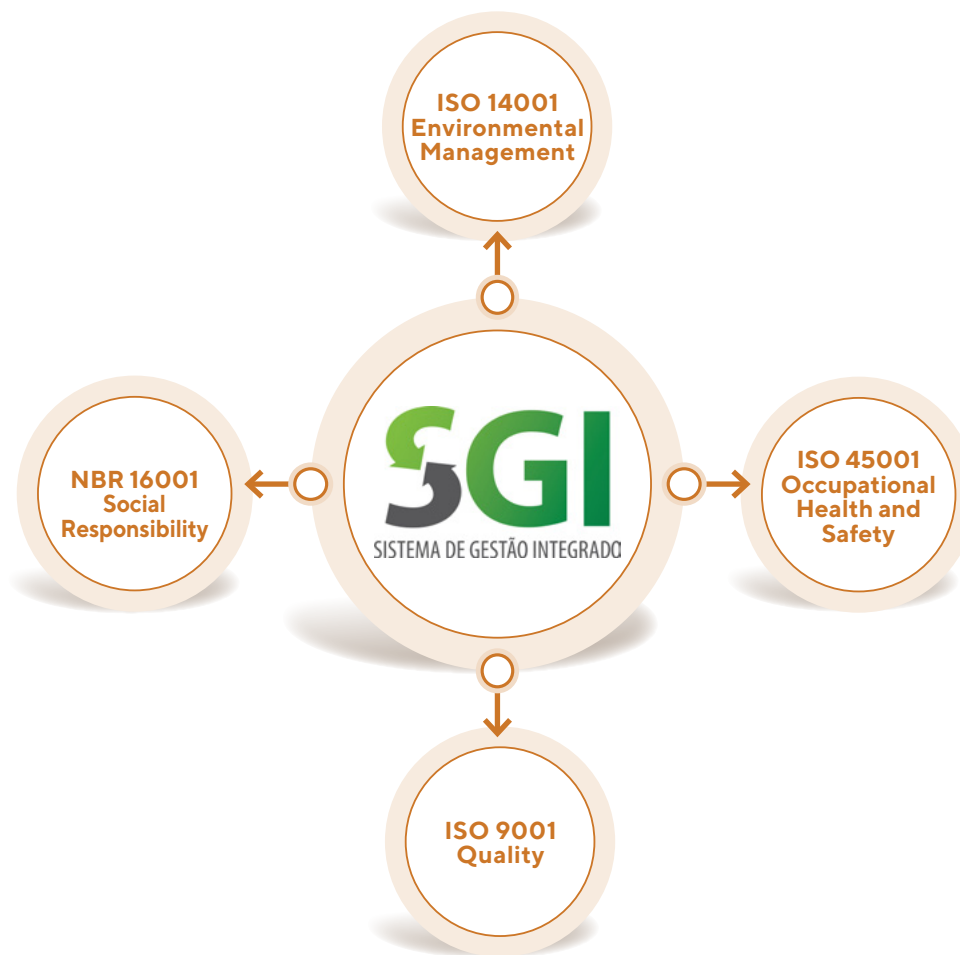 ISO 14001
Environmental
Management
SGI
SISTEMA DE GESTÃO INTEGRADO
NBR 16001
Social
Responsibility
ISO 45001
Occupational
Health and
Safety
ISO 9001
Quality